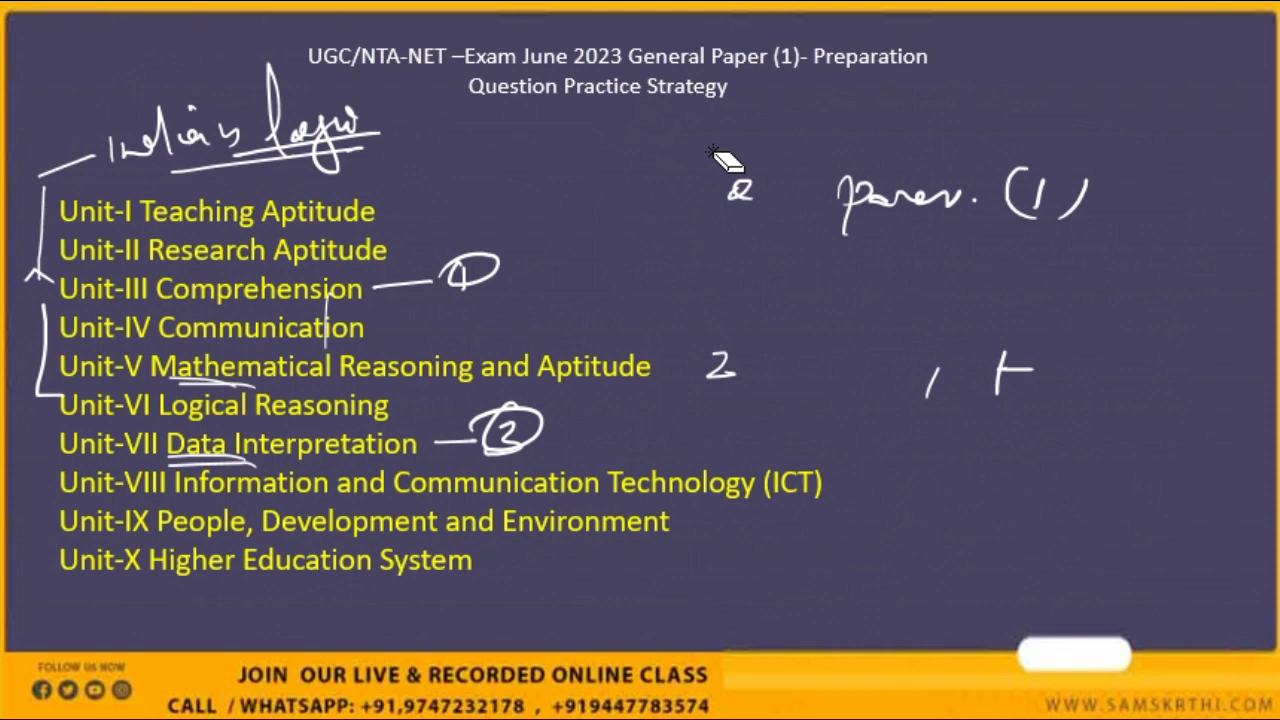 UGC/NTA-NET –Exam June 2023 General Paper (1)- Preparation
Question Practice Strategy
logic
Unit-I Teaching Aptitude
(1)
Unit-II Research Aptitude
Unit-III Comprehension
1
Unit-IV Communication
Unit-V Mathematical Reasoning and Aptitude
2
Unit-VI Logical Reasoning
Unit-VII Data Interpretation
2
Unit-VIII Information and Communication Technology (ICT)
Unit-IX People, Development and Environment
Unit-X Higher Education System
FOLLOW US NOW
JOIN OUR LIVE & RECORDED ONLINE CLASS
CALL / WHATSAPP: +91,9747232178 , +919447783574
WWW.SAMSKRTHI.COM